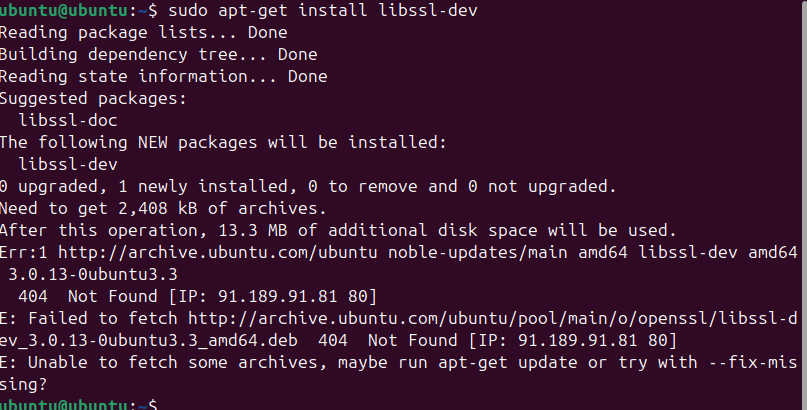 ubuntu@ubuntu:~$ sudo apt-get install libssl-dev
Reading package lists... Done
Building dependency tree... Done
Reading state information... Done
Suggested packages:
  libssl-doc
The following NEW packages will be installed:
  libssl-dev
0 upgraded, 1 newly installed, 0 to remove and 0 not upgraded.
Need to get 2,408 kB of archives.
After this operation, 13.3 MB of additional disk space will be used.
Err:1 http://archive.ubuntu.com/ubuntu noble-updates/main amd64 libssl-dev amd64
 3.0.13-0ubuntu3.3
  404  Not Found [IP: 91.189.91.81 80]
E: Failed to fetch http://archive.ubuntu.com/ubuntu/pool/main/o/openssl/libssl-d
ev_3.0.13-0ubuntu3.3_amd64.deb  404  Not Found [IP: 91.189.91.81 80]
E: Unable to fetch some archives, maybe run apt-get update or try with --fix-mis
sing?
ubuntu@ubuntu:~$